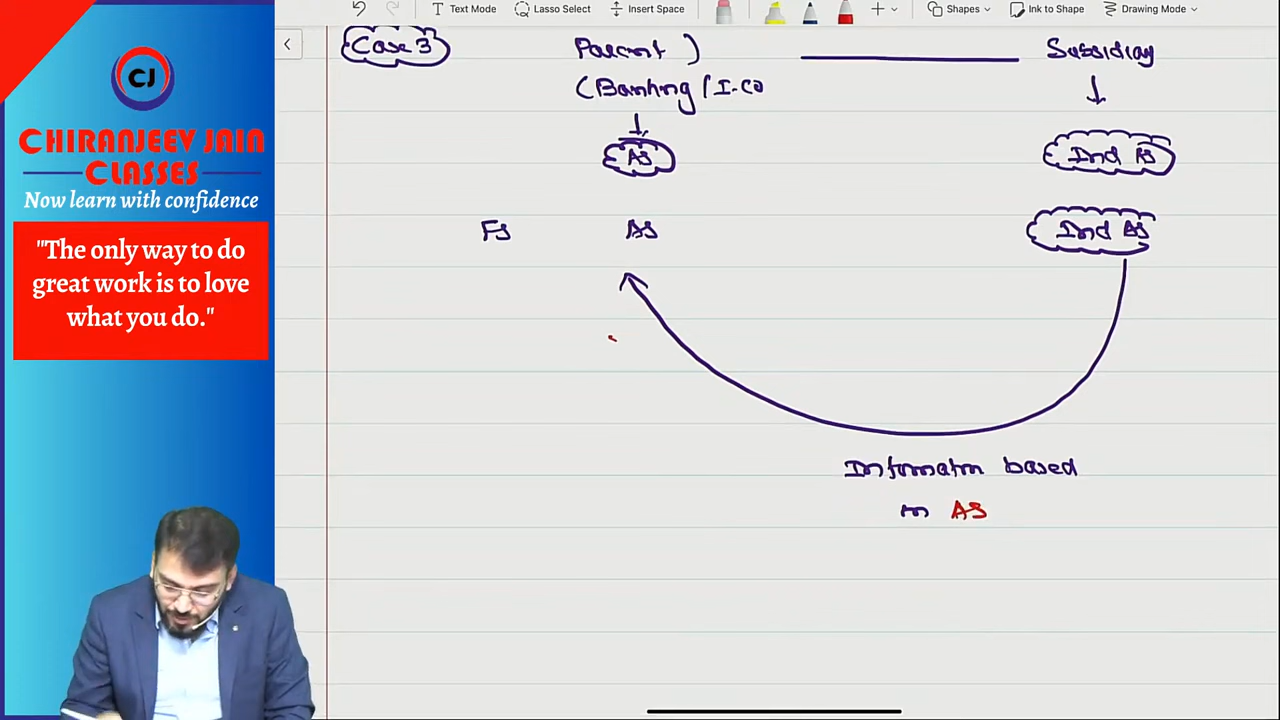 Text Mode Lasso Select Insert Space Shapes Ink to Shape Drawing Mode
CJ
CHIRANJEEV JAIN
CLASSES
Now learn with confidence
"The only way to do
great work is to love
what you do."
Case 3 Parent ) Subsidiary
(Banking / I.Co
AS Ind AS
FS AS Ind AS
Information based
on AS